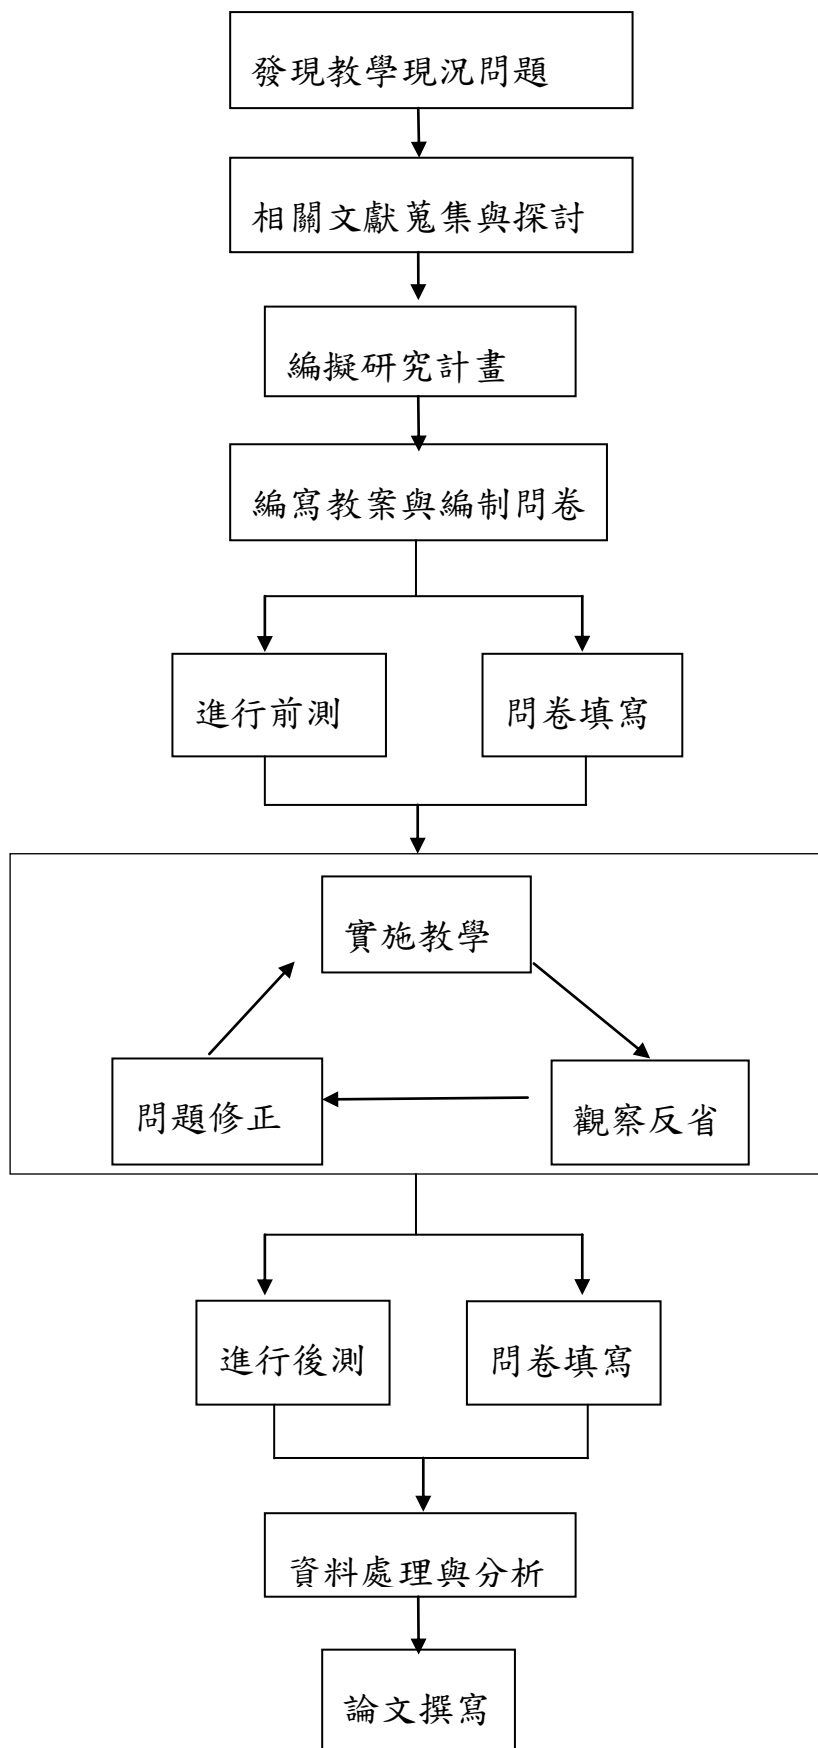 發現教學現況問題
相關文獻蒐集與探討
編擬研究計畫
編寫教案與編制問卷
進行前測
問卷填寫
實施教學
問題修正
觀察反省
進行後測
問卷填寫
資料處理與分析
論文撰寫